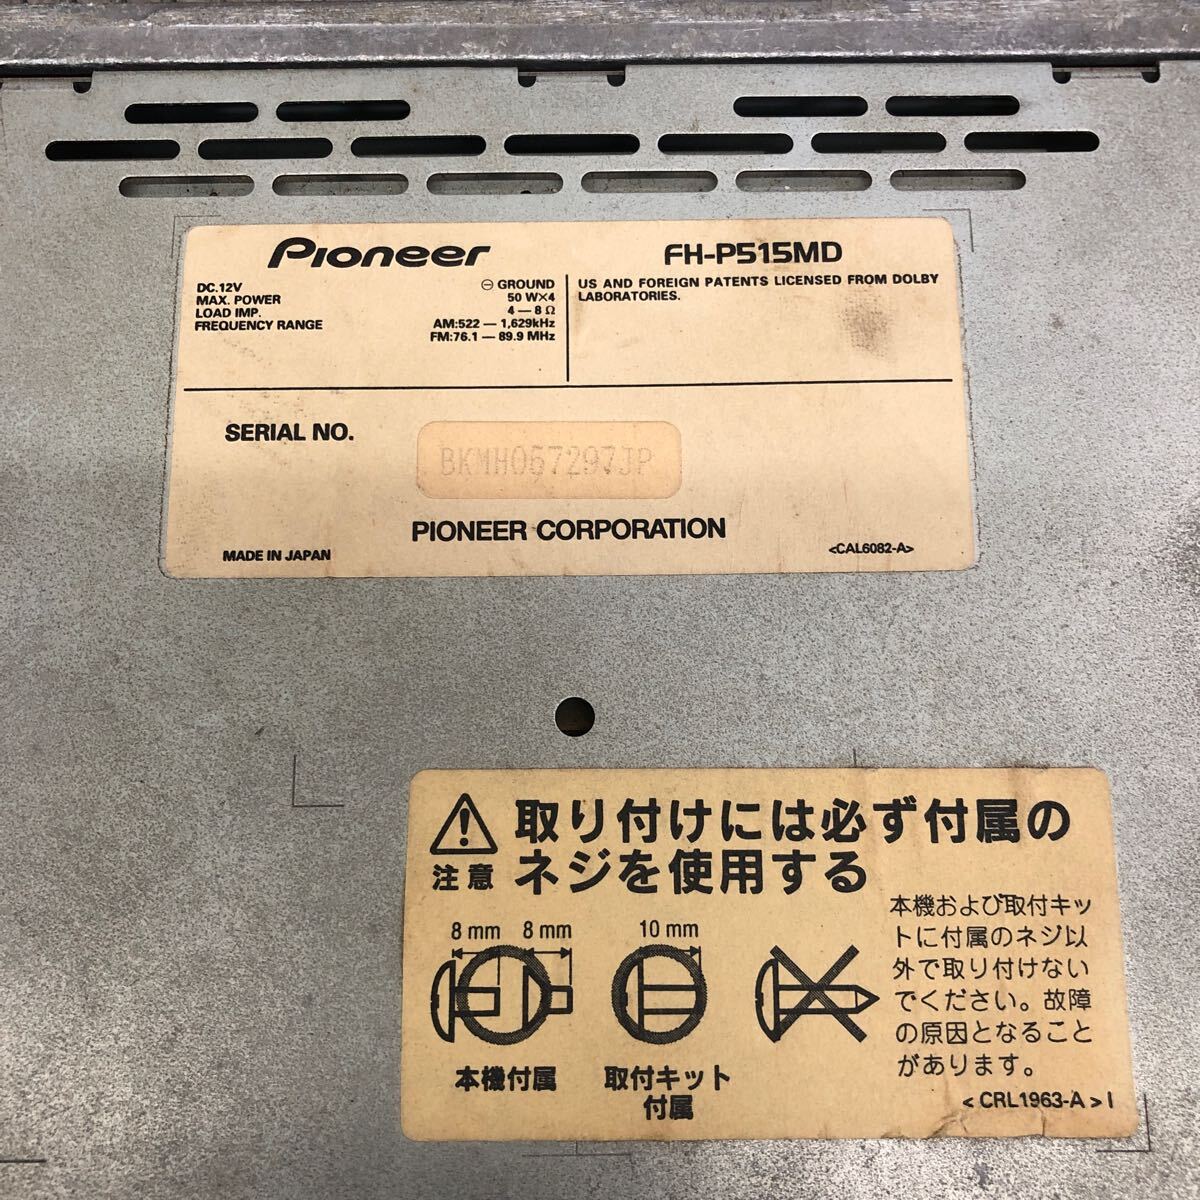 Pioneer
FH-P515MD
DC.12V ⊖ GROUND
MAX. POWER 50 W×4
LOAD IMP. 4 — 8 Ω
FREQUENCY RANGE AM:522 — 1,629kHz
FM:76.1 — 89.9 MHz
US AND FOREIGN PATENTS LICENSED FROM DOLBY
LABORATORIES.
SERIAL NO.
BKMH057297JP
PIONEER CORPORATION
MADE IN JAPAN
<CAL6082-A>
注意
取り付けには必ず付属の
ネジを使用する
8 mm 8 mm
10 mm
本機付属
取付キット
付属
本機および取付キッ
トに付属のネジ以
外で取り付けない
でください。故障
の原因となること
があります。
< CRL1963-A > I